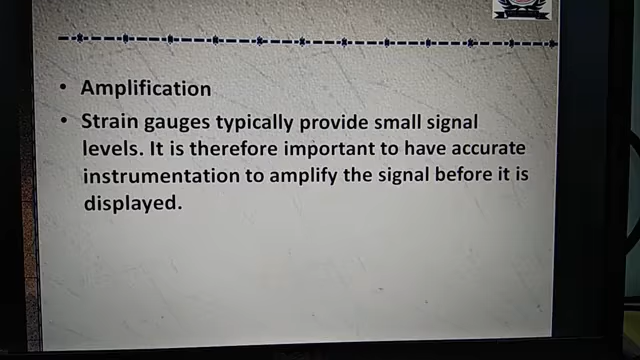 • Amplification
• Strain gauges typically provide small signal
levels. It is therefore important to have accurate
instrumentation to amplify the signal before it is
displayed.